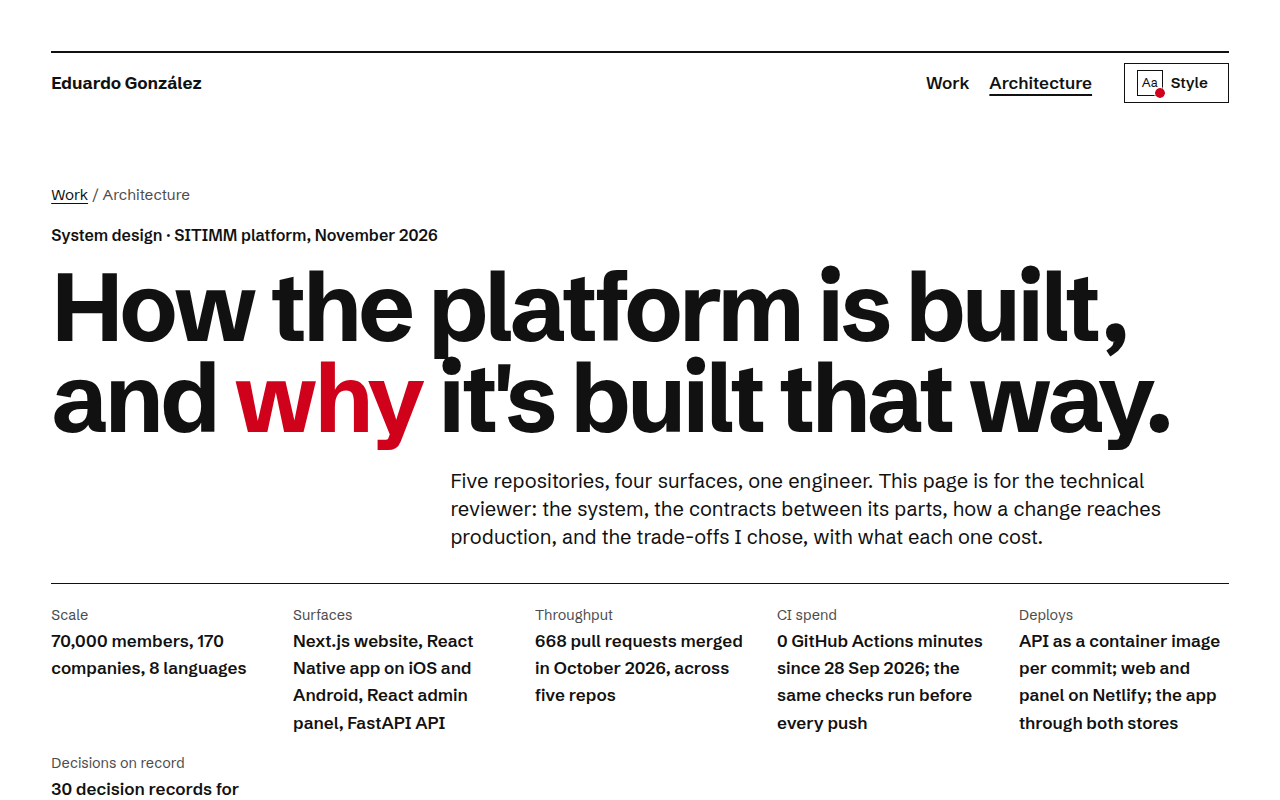 Eduardo González
Work Architecture Aa Style
Work / Architecture
System design · SITIMM platform, November 2026
How the platform is built,
and why it's built that way.
Five repositories, four surfaces, one engineer. This page is for the technical
reviewer: the system, the contracts between its parts, how a change reaches
production, and the trade-offs I chose, with what each one cost.
Scale
70,000 members, 170
companies, 8 languages
Surfaces
Next.js website, React
Native app on iOS and
Android, React admin
panel, FastAPI API
Throughput
668 pull requests merged
in October 2026, across
five repos
CI spend
0 GitHub Actions minutes
since 28 Sep 2026; the
same checks run before
every push
Deploys
API as a container image
per commit; web and
panel on Netlify; the app
through both stores
Decisions on record
30 decision records for